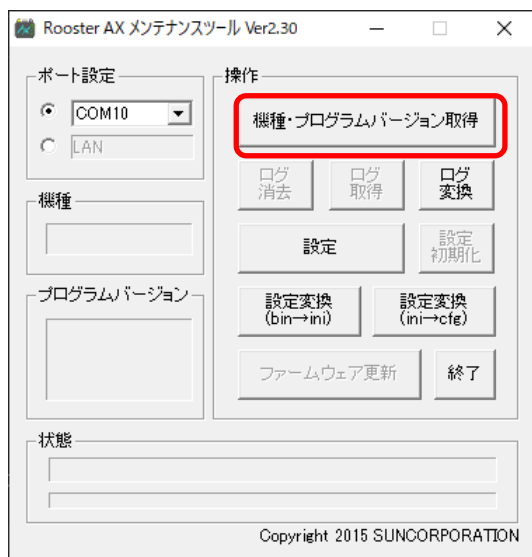 Rooster AX メンテナンスツール Ver2.30
ポート設定
COM10
LAN
機種
プログラムバージョン
操作
機種・プログラムバージョン取得
ログ
消去
ログ
取得
ログ
変換
設定
設定
初期化
設定変換
(bin→ini)
設定変換
(ini→cfg)
ファームウェア更新
終了
状態
Copyright 2015 SUNCORPORATION